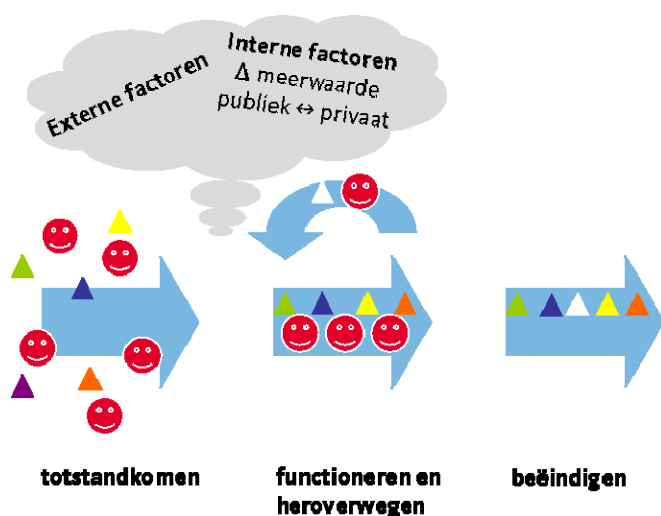 Externe factoren
Interne factoren
Δ meerwaarde
publiek ↔ privaat
totstandkomen
functioneren en
heroverwegen
beëindigen